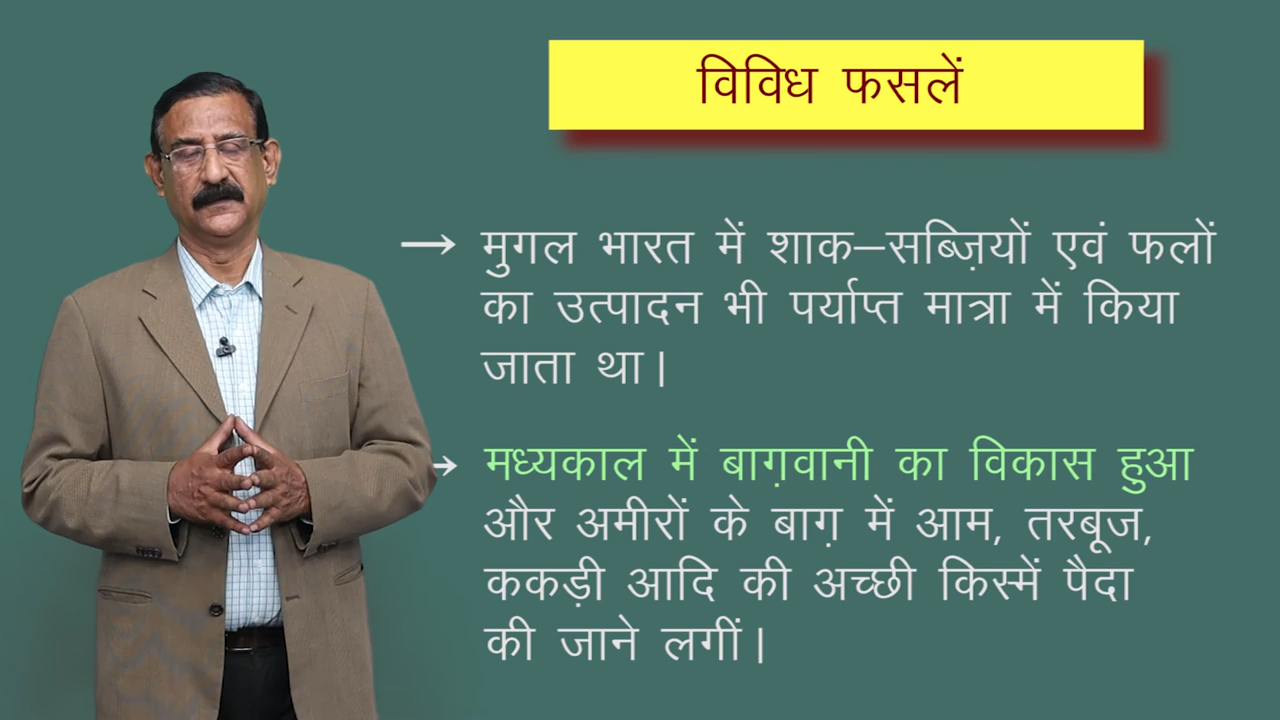 विविध फसलें
→ मुगल भारत में शाक–सब्ज़ियों एवं फलों
का उत्पादन भी पर्याप्त मात्रा में किया
जाता था।
→ मध्यकाल में बाग़वानी का विकास हुआ
और अमीरों के बाग़ में आम, तरबूज,
ककड़ी आदि की अच्छी किस्में पैदा
की जाने लगीं।